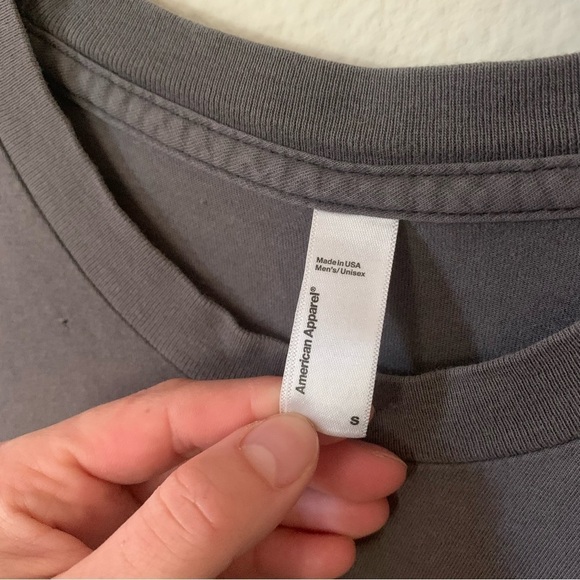 Made in USA
Men's/Unisex
American Apparel®
S